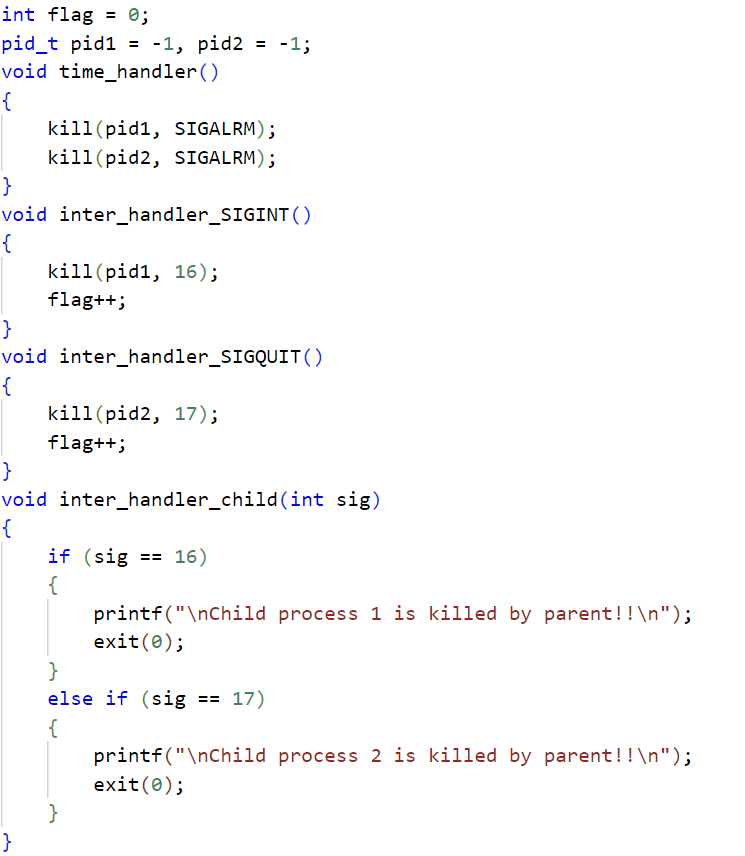 int flag = 0;
pid_t pid1 = -1, pid2 = -1;
void time_handler()
{
    kill(pid1, SIGALRM);
    kill(pid2, SIGALRM);
}
void inter_handler_SIGINT()
{
    kill(pid1, 16);
    flag++;
}
void inter_handler_SIGQUIT()
{
    kill(pid2, 17);
    flag++;
}
void inter_handler_child(int sig)
{
    if (sig == 16)
    {
        printf("\nChild process 1 is killed by parent!!\n");
        exit(0);
    }
    else if (sig == 17)
    {
        printf("\nChild process 2 is killed by parent!!\n");
        exit(0);
    }
}